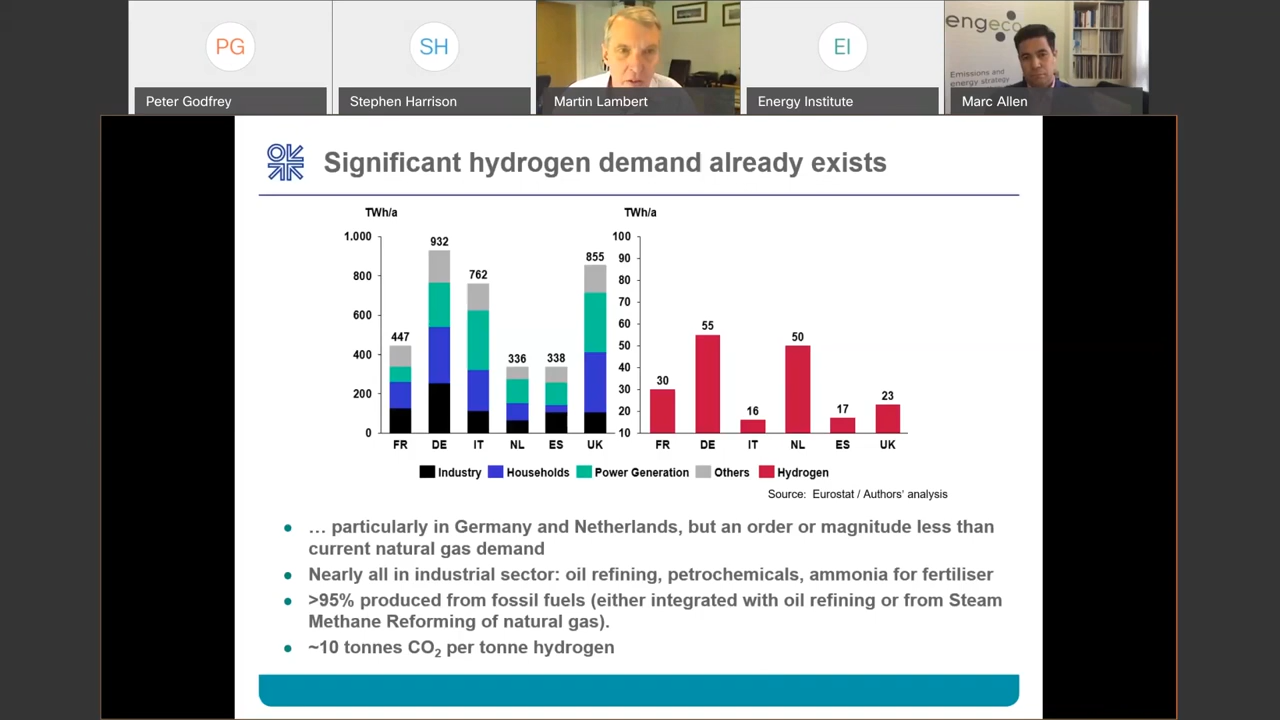 PG
SH
EI
engeco
Emissions and
energy strategy
Peter Godfrey
Stephen Harrison
Martin Lambert
Energy Institute
Marc Allen
Significant hydrogen demand already exists
TWh/a
TWh/a
1.000
800
600
400
200
0
447
932
762
336
338
855
FR
DE
IT
NL
ES
UK
100
90
80
70
60
50
40
30
20
10
30
55
16
50
17
23
FR
DE
IT
NL
ES
UK
Industry
Households
Power Generation
Others
Hydrogen
Source: Eurostat / Authors‘ analysis
… particularly in Germany and Netherlands, but an order or magnitude less than
current natural gas demand
Nearly all in industrial sector: oil refining, petrochemicals, ammonia for fertiliser
>95% produced from fossil fuels (either integrated with oil refining or from Steam
Methane Reforming of natural gas).
~10 tonnes CO2 per tonne hydrogen